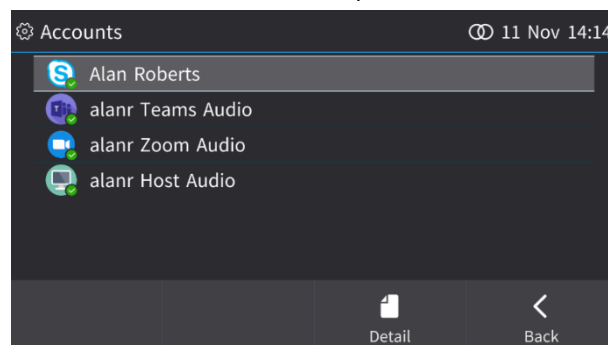 Accounts 11 Nov 14:14
Alan Roberts
alanr Teams Audio
alanr Zoom Audio
alanr Host Audio
Detail Back